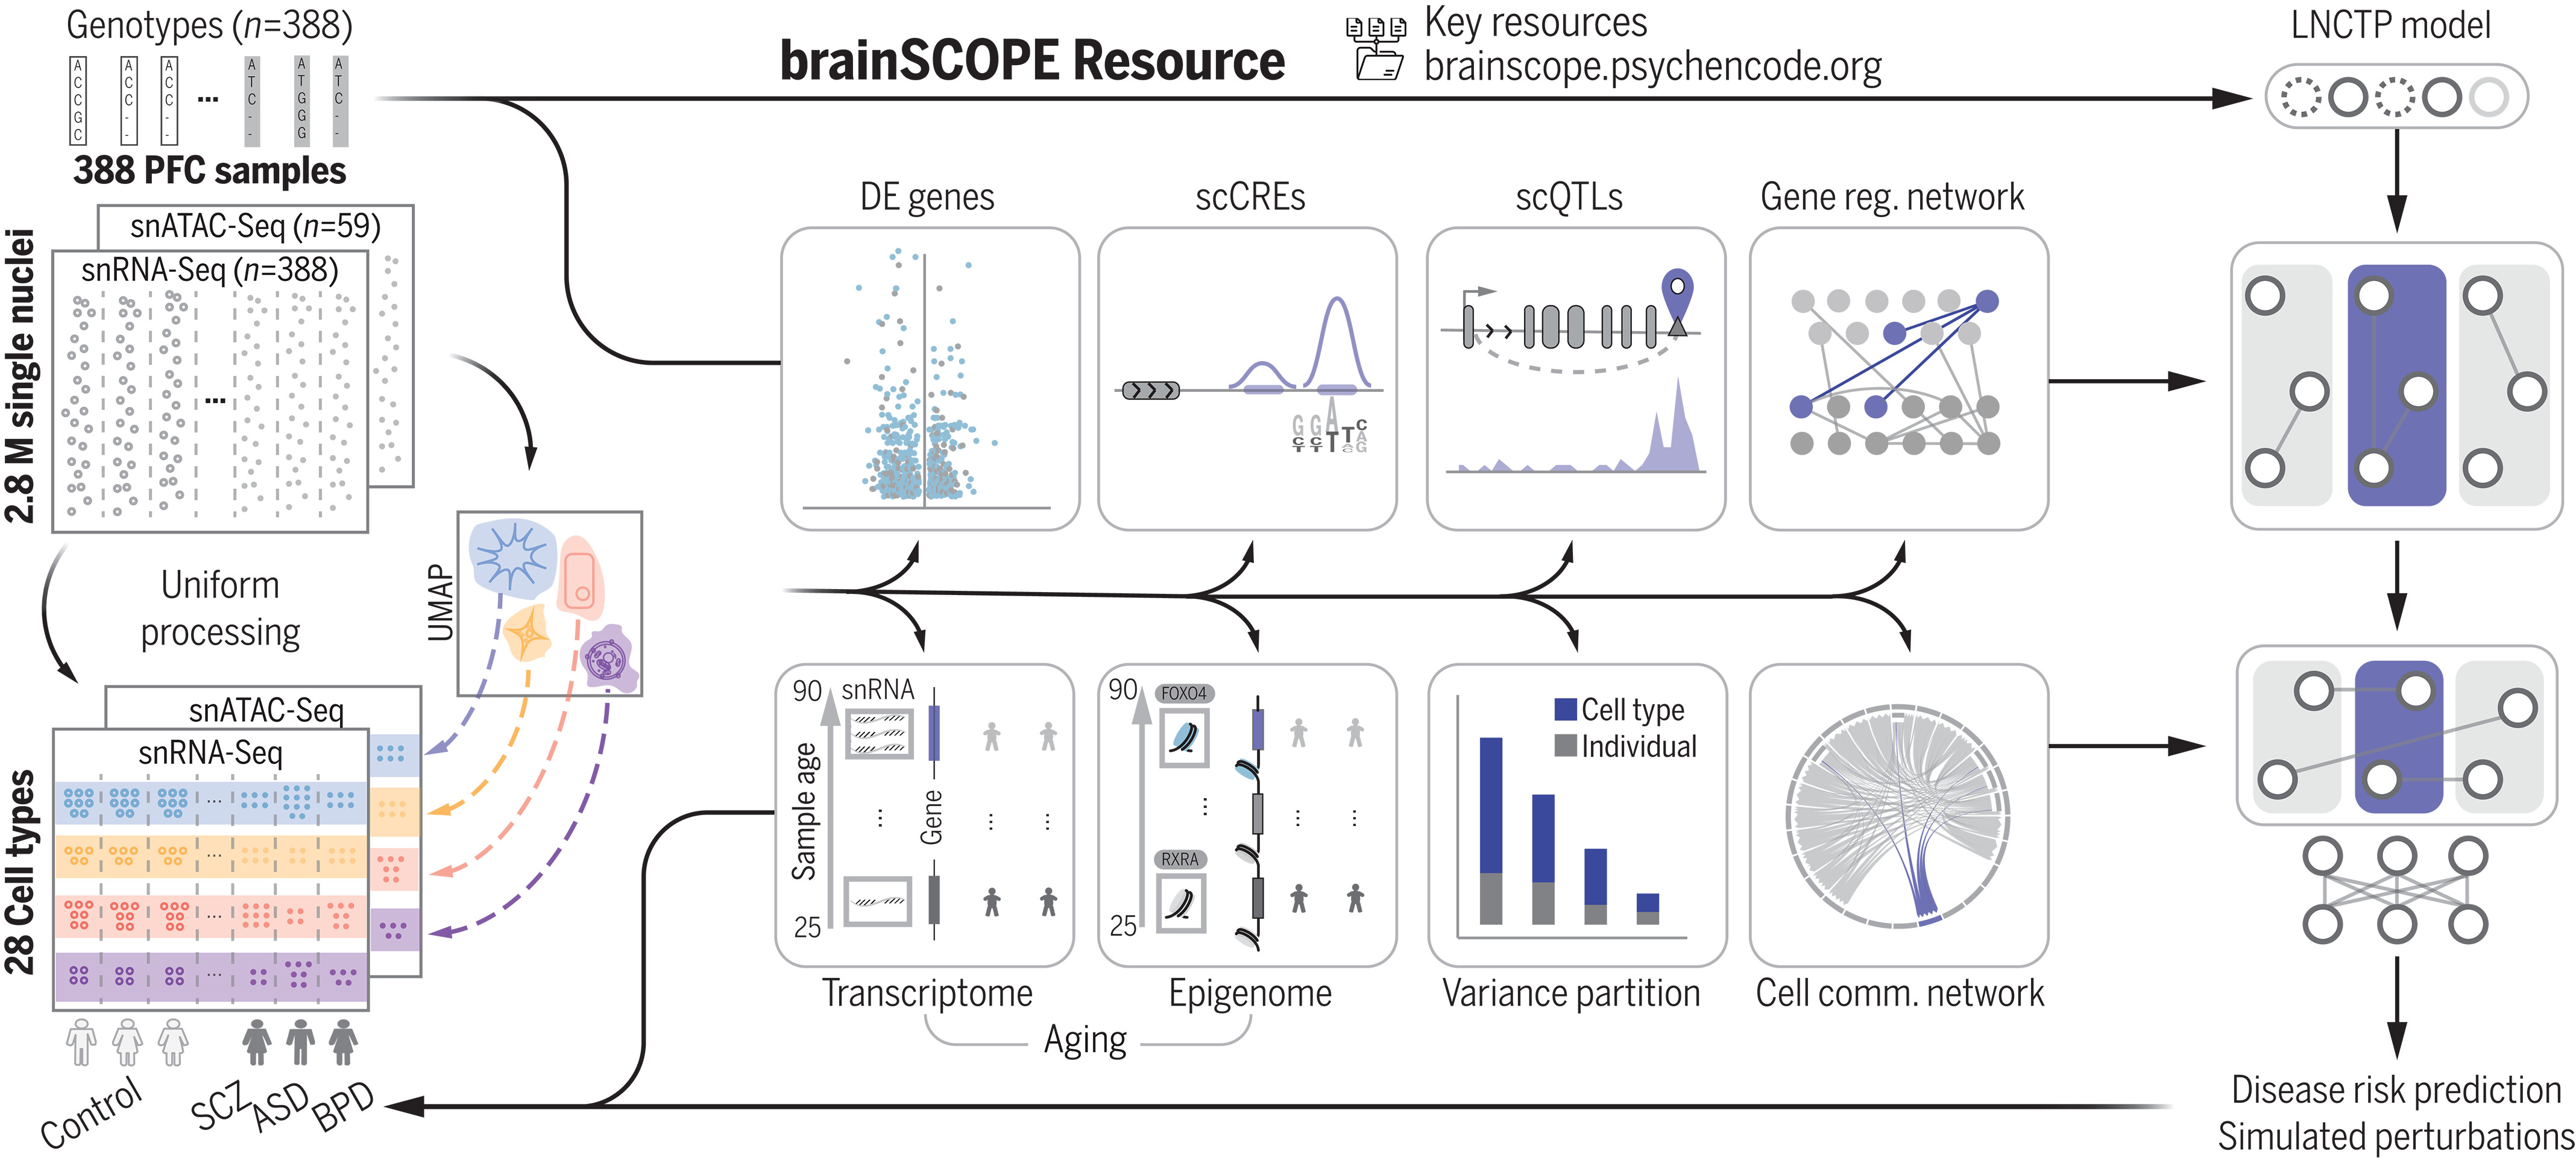 Genotypes (n=388)
A C C G C
A C C - -
A C C - -
...
A T C - -
A T G G G
A T C - -
388 PFC samples
brainSCOPE Resource
Key resources
brainscope.psychencode.org
LNCTP model
2.8 M single nuclei
snATAC-Seq (n=59)
snRNA-Seq (n=388)
...
Uniform
processing
UMAP
28 Cell types
snATAC-Seq
snRNA-Seq
...
...
...
...
Control
SCZ
ASD
BPD
DE genes
scCREs
G G A T C
C C T T A
T T S G
scQTLs
Gene reg. network
90
Sample age
25
snRNA
...
Gene
...
...
Transcriptome
90
25
FOXO4
...
RXRA
...
...
Epigenome
Aging
Cell type
Individual
Variance partition
Cell comm. network
Disease risk prediction
Simulated perturbations